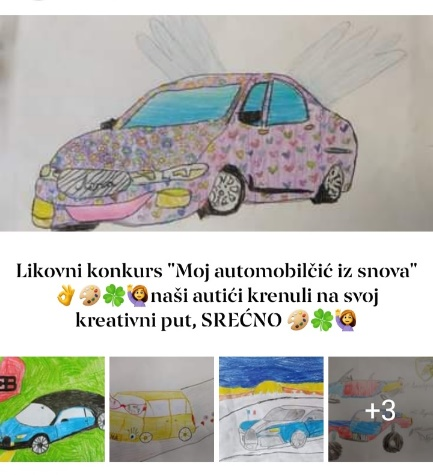 Likovni konkurs "Moj automobilčić iz snova"
👌🎨🍀🙋‍♀️naši autići krenuli na svoj
kreativni put, SREĆNO 🎨🍀🙋‍♀️
+3